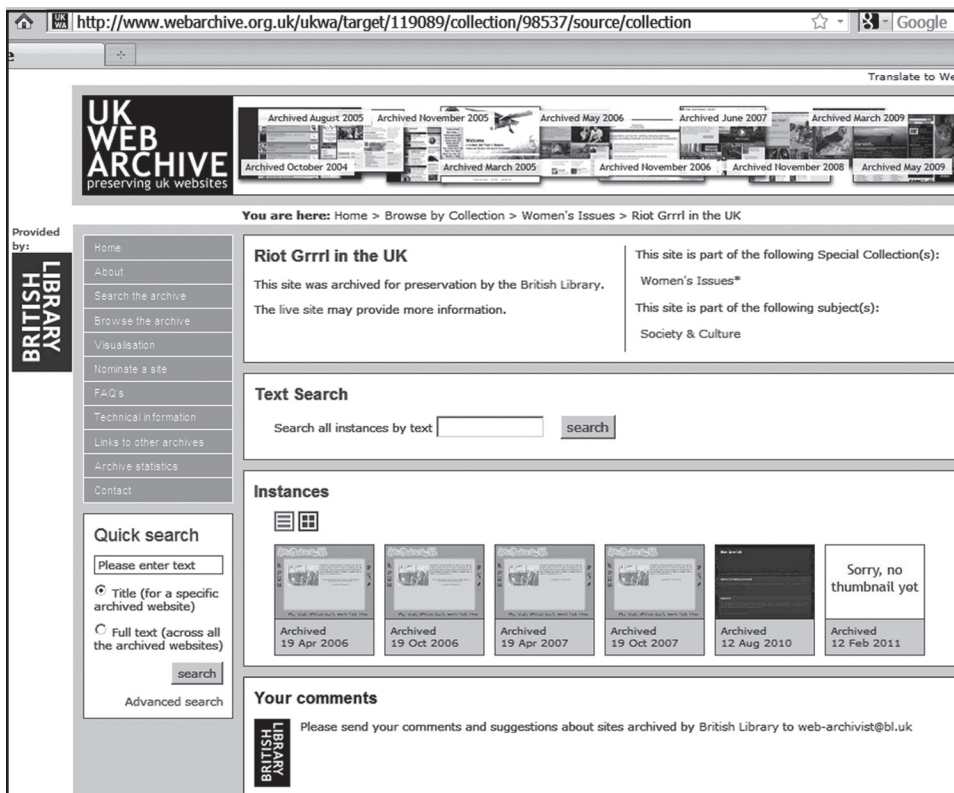 UK
WA
http://www.webarchive.org.uk/ukwa/target/119089/collection/98537/source/collection
Google
e
Translate to We
UK
WEB
ARCHIVE
preserving uk websites
Archived August 2005
Archived November 2005
Archived May 2006
Archived June 2007
Archived March 2009
Archived October 2004
Archived March 2005
Archived November 2006
Archived November 2008
Archived May 2009
You are here: Home > Browse by Collection > Women's Issues > Riot Grrrl in the UK
Provided
by:
BRITISH
LIBRARY
Home
About
Search the archive
Browse the archive
Visualisation
Nominate a site
FAQ's
Technical information
Links to other archives
Archive statistics
Contact
Quick search
Please enter text
Title (for a specific
archived website)
Full text (across all
the archived websites)
search
Advanced search
Riot Grrrl in the UK
This site was archived for preservation by the British Library.
The live site may provide more information.
This site is part of the following Special Collection(s):
Women's Issues*
This site is part of the following subject(s):
Society & Culture
Text Search
Search all instances by text
search
Instances
Archived
19 Apr 2006
Archived
19 Oct 2006
Archived
19 Apr 2007
Archived
19 Oct 2007
Archived
12 Aug 2010
Sorry, no
thumbnail yet
Archived
12 Feb 2011
Your comments
BRITISH
LIBRARY
Please send your comments and suggestions about sites archived by British Library to web-archivist@bl.uk